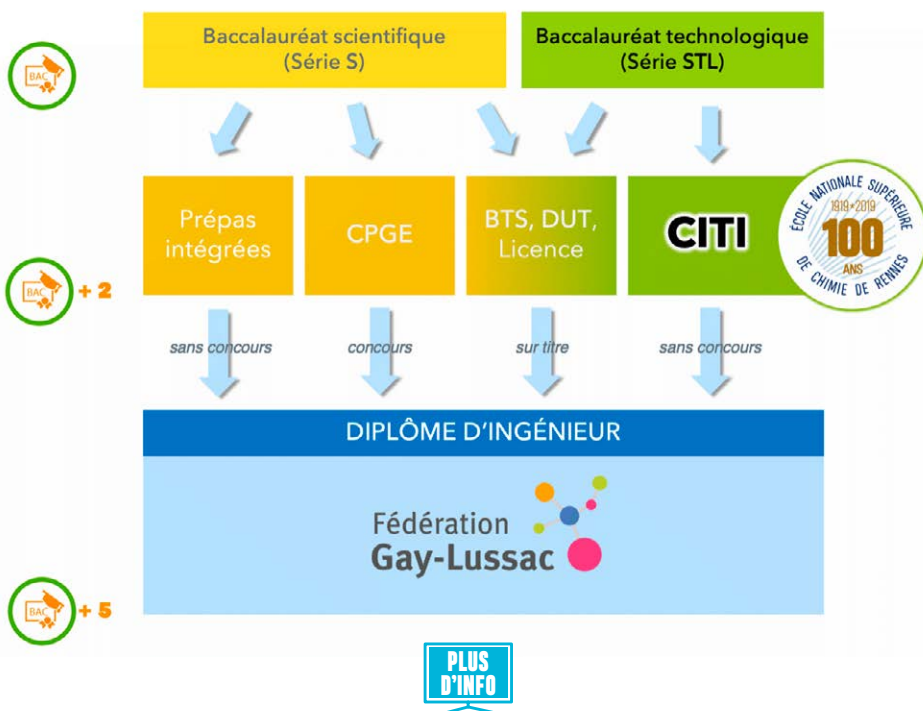 Baccalauréat scientifique
(Série S)
Baccalauréat technologique
(Série STL)
BAC
Prépas
intégrées
CPGE
BTS, DUT,
Licence
CITI
ÉCOLE NATIONALE SUPÉRIEURE
DE CHIMIE DE RENNES
1919•2019
100
ANS
BAC + 2
sans concours
concours
sur titre
sans concours
DIPLÔME D'INGÉNIEUR
Fédération
Gay-Lussac
BAC + 5
PLUS
D'INFO